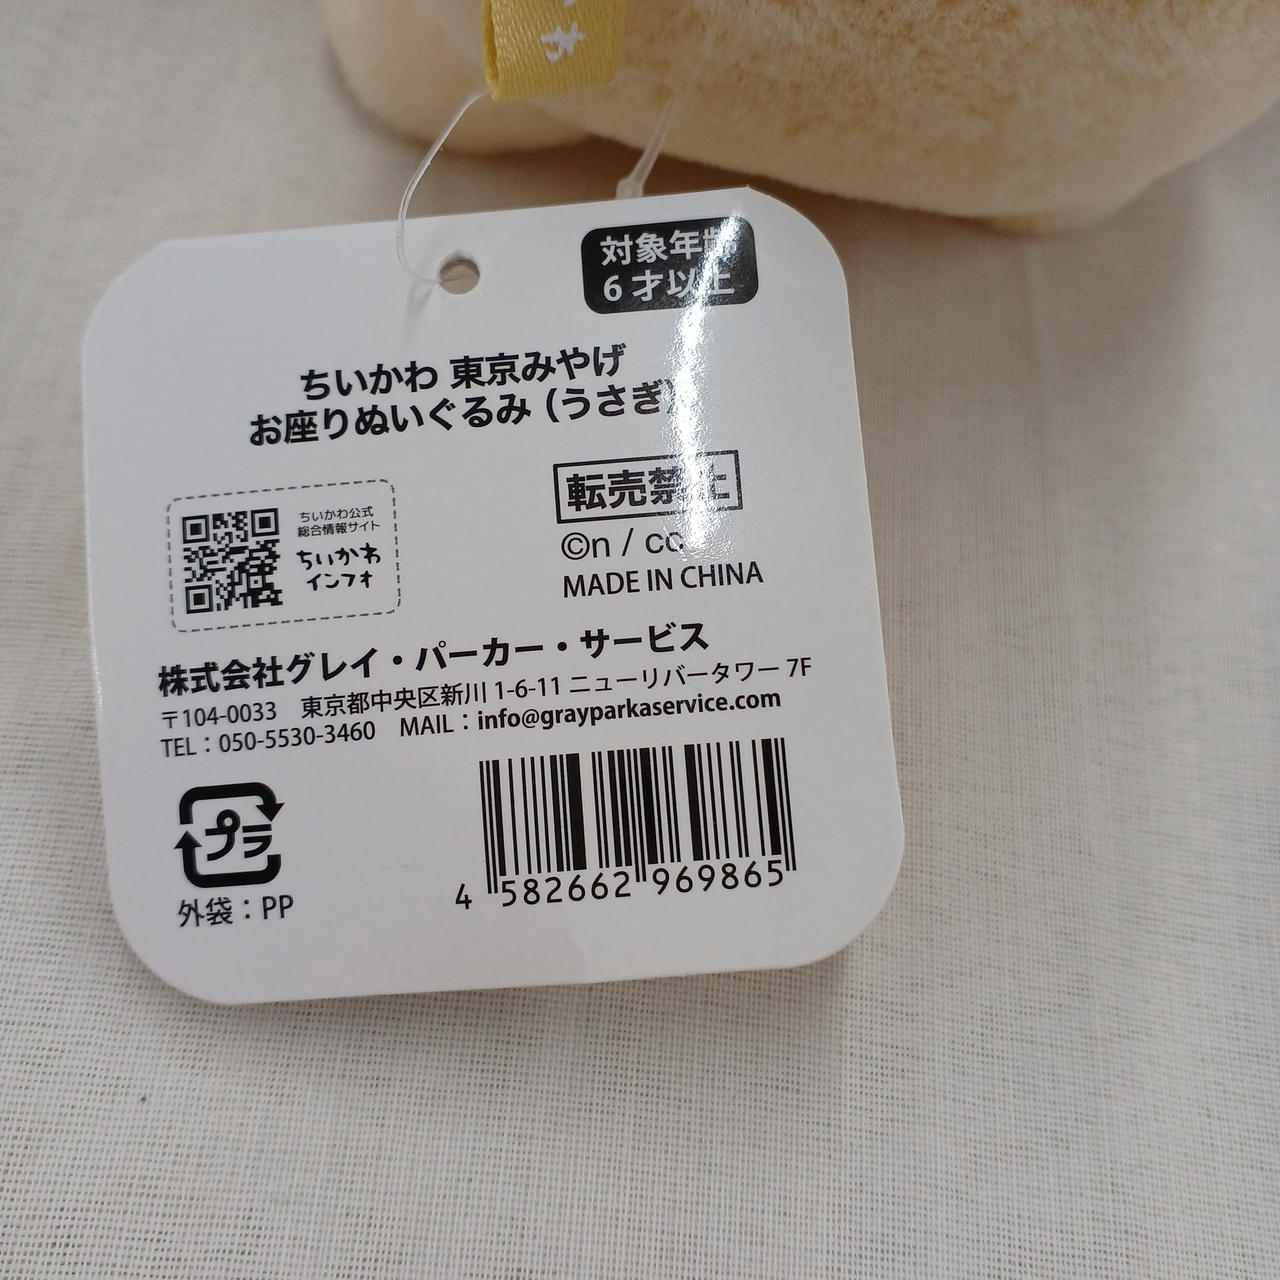 わ
対象年齢
6才以上
ちいかわ 東京みやげ
お座りぬいぐるみ（うさぎ）
転売禁止
ちいかわ公式
総合情報サイト
ちいかわ
インフォ
©n / cc
MADE IN CHINA
株式会社グレイ・パーカー・サービス
〒104-0033 東京都中央区新川 1-6-11 ニューリバータワー 7F
TEL：050-5530-3460 MAIL：info@grayparkaservice.com
プラ
外袋：PP
4 582662 969865